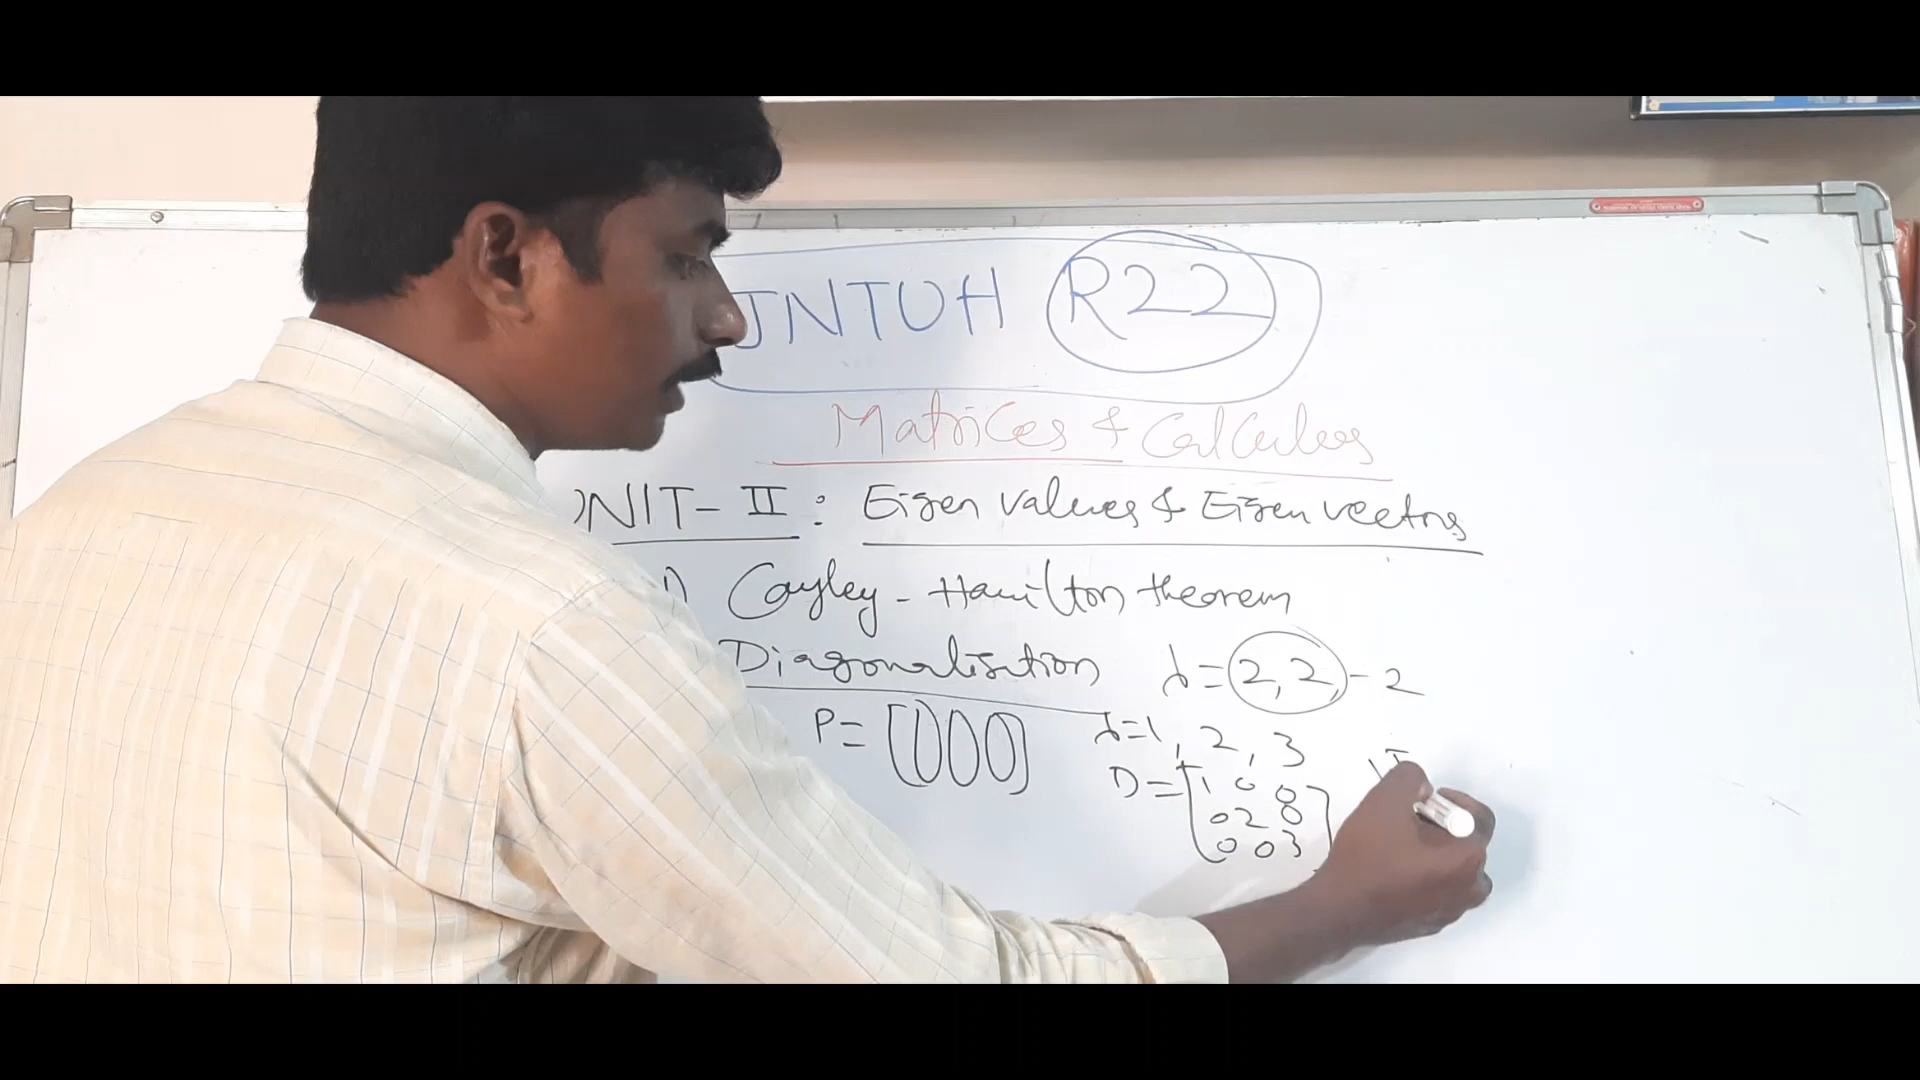 JNTUH R22
Matrices & Calculus
UNIT- II : Eigen values & Eigen vectors
1) Cayley - Hamilton theorem
Diagonalisation λ = 2, 2, - 2
P = [ ] λ=1, 2, 3
D = [1 0 0
0 2 0
0 0 3]